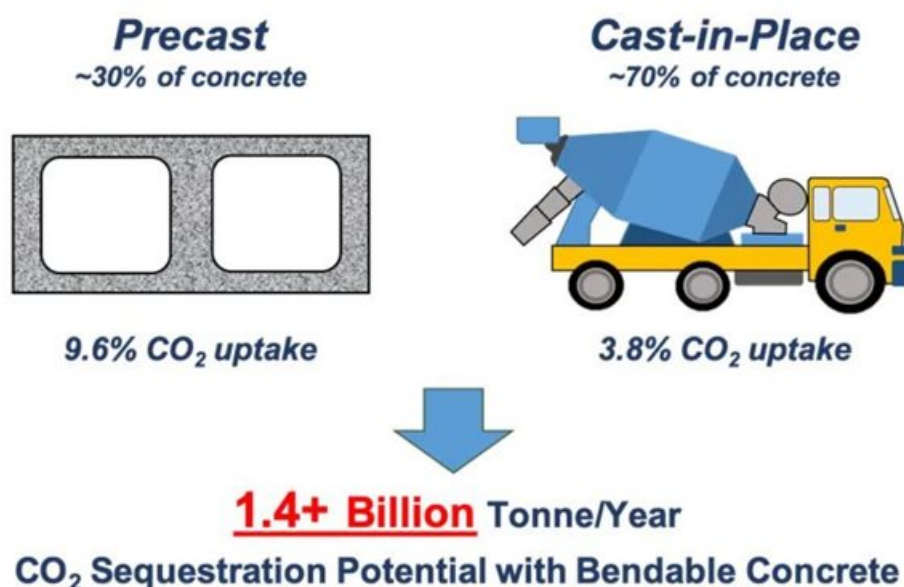 Precast
~30% of concrete
Cast-in-Place
~70% of concrete
9.6% CO₂ uptake
3.8% CO₂ uptake
1.4+ Billion Tonne/Year
CO₂ Sequestration Potential with Bendable Concrete